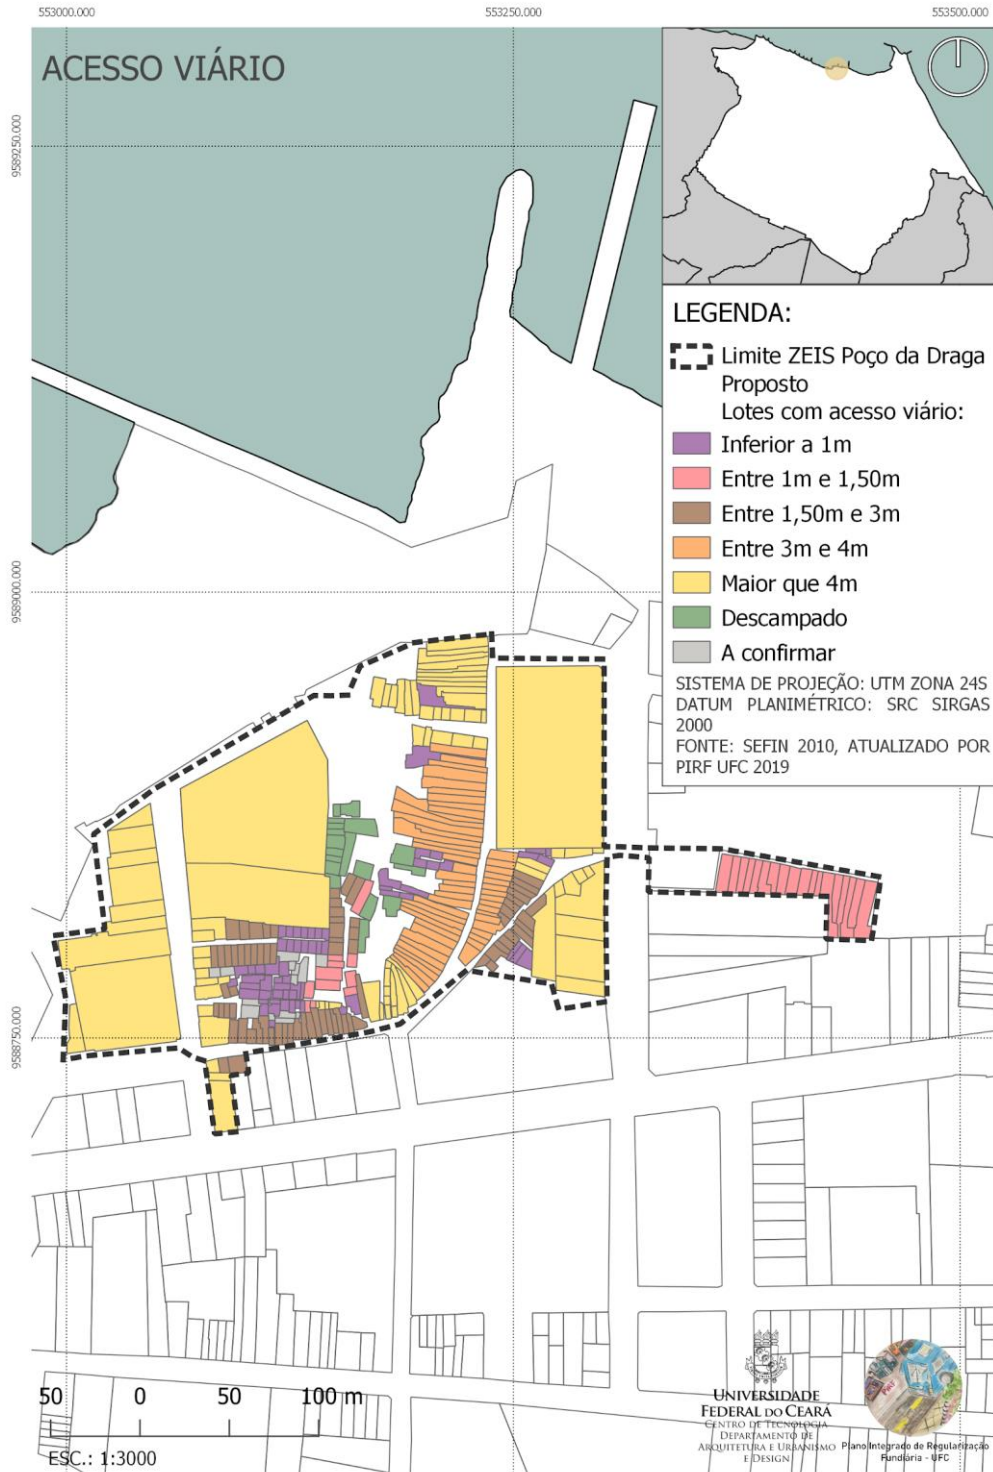 553000.000
553250.000
553500.000
ACESSO VIÁRIO
9589250.000
9589000.000
9588750.000
LEGENDA:
Limite ZEIS Poço da Draga
Proposto
Lotes com acesso viário:
Inferior a 1m
Entre 1m e 1,50m
Entre 1,50m e 3m
Entre 3m e 4m
Maior que 4m
Descampado
A confirmar
SISTEMA DE PROJEÇÃO: UTM ZONA 24S
DATUM PLANIMÉTRICO: SRC SIRGAS
2000
FONTE: SEFIN 2010, ATUALIZADO POR
PIRF UFC 2019
50 0 50 100 m
ESC.: 1:3000
UNIVERSIDADE
FEDERAL DO CEARÁ
CENTRO DE TECNOLOGIA
DEPARTAMENTO DE
ARQUITETURA E URBANISMO
E DESIGN
Plano Integrado de Regularização
Fundiária - UFC